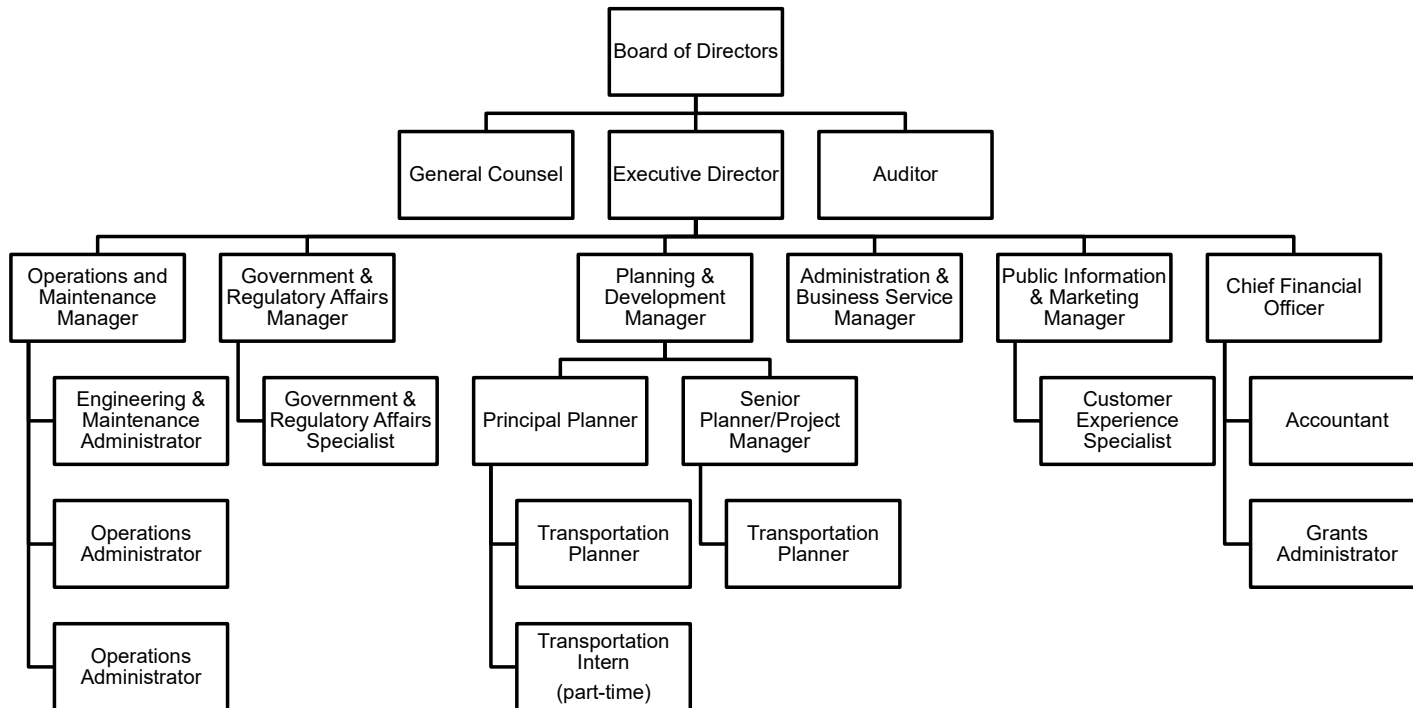 Board of Directors
General Counsel
Executive Director
Auditor
Operations and
Maintenance
Manager
Government &
Regulatory Affairs
Manager
Planning &
Development
Manager
Administration &
Business Service
Manager
Public Information
& Marketing
Manager
Chief Financial
Officer
Engineering &
Maintenance
Administrator
Government &
Regulatory Affairs
Specialist
Principal Planner
Senior
Planner/Project
Manager
Customer
Experience
Specialist
Accountant
Operations
Administrator
Transportation
Planner
Transportation
Planner
Grants
Administrator
Operations
Administrator
Transportation
Intern
(part-time)